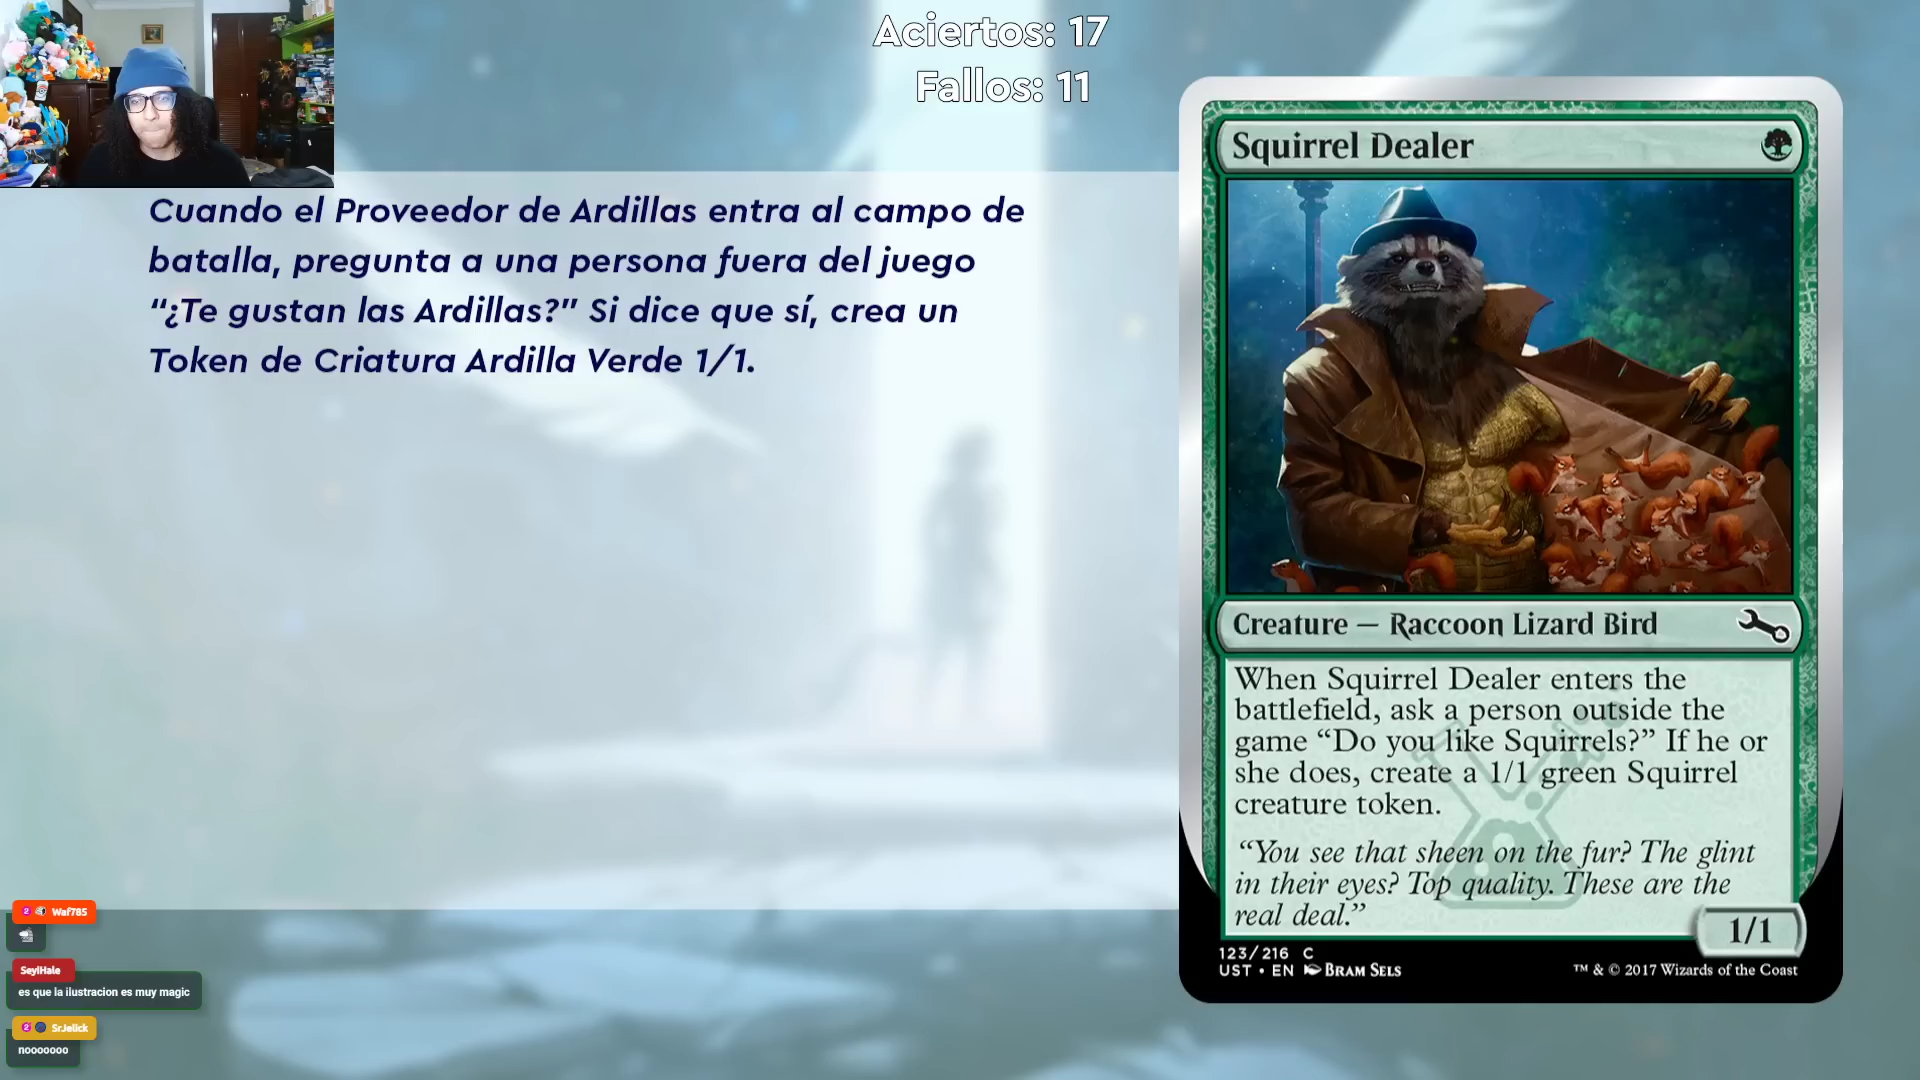 Aciertos: 17
Fallos: 11
Cuando el Proveedor de Ardillas entra al campo de
batalla, pregunta a una persona fuera del juego
“¿Te gustan las Ardillas?” Si dice que sí, crea un
Token de Criatura Ardilla Verde 1/1.
Squirrel Dealer
Creature — Raccoon Lizard Bird
When Squirrel Dealer enters the
battlefield, ask a person outside the
game “Do you like Squirrels?” If he or
she does, create a 1/1 green Squirrel
creature token.
“You see that sheen on the fur? The glint
in their eyes? Top quality. These are the
real deal.”
1/1
123/216 C
UST • EN BRAM SELS
™ & © 2017 Wizards of the Coast
2 Waf785
SeylHale
es que la ilustracion es muy magic
2 SrJelick
nooooooo